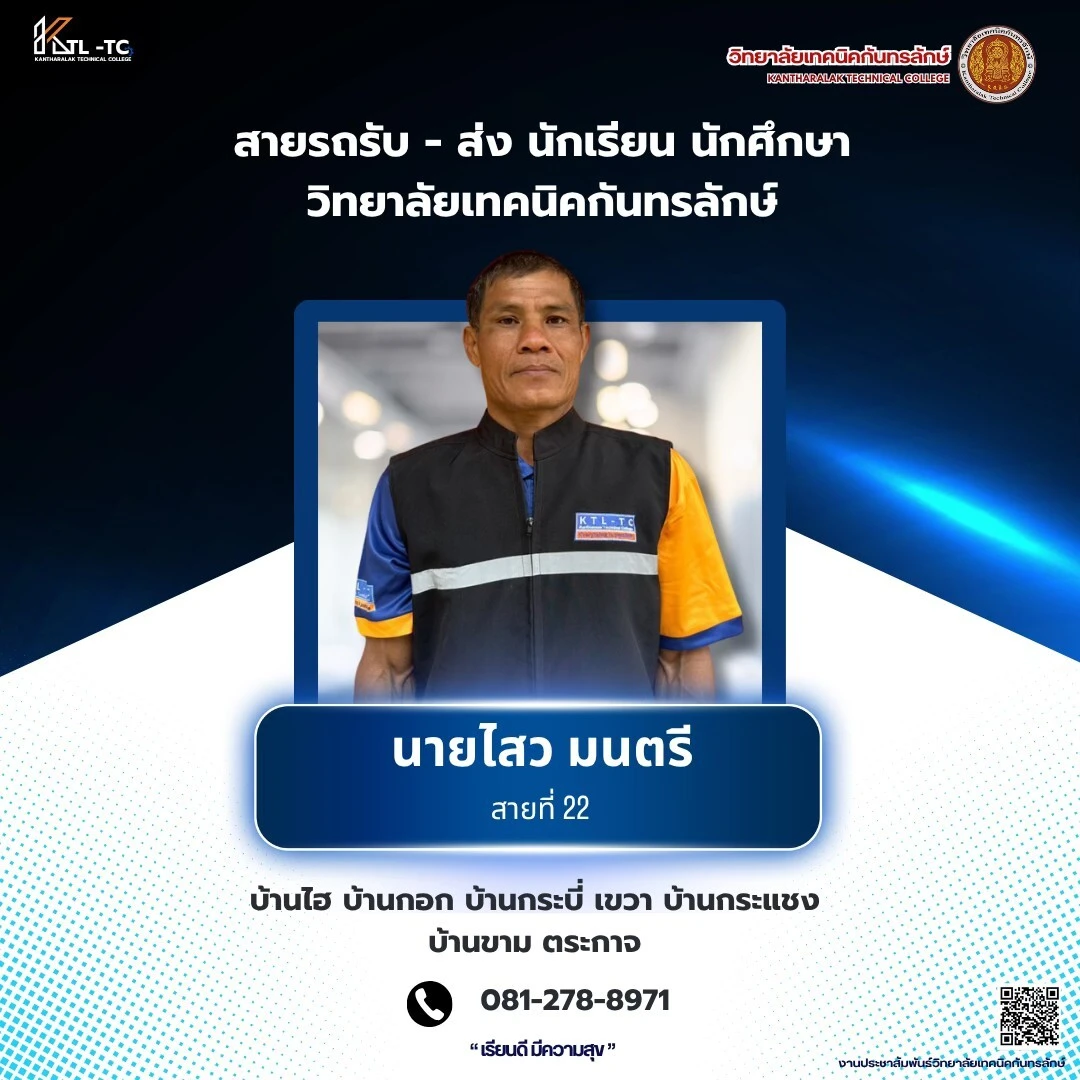 KTL -TC
KANTHARALAK TECHNICAL COLLEGE
วิทยาลัยเทคนิคกันทรลักษ์
KANTHARALAK TECHNICAL COLLEGE
สายรถรับ - ส่ง นักเรียน นักศึกษา
วิทยาลัยเทคนิคกันทรลักษ์
KTL-TC
นายไสว มนตรี
สายที่ 22
บ้านไฮ บ้านกอก บ้านกระบี่ เขวา บ้านกระแชง
บ้านขาม ตระกาจ
081-278-8971
“ เรียนดี มีความสุข ”
งานประชาสัมพันธ์วิทยาลัยเทคนิคกันทรลักษ์